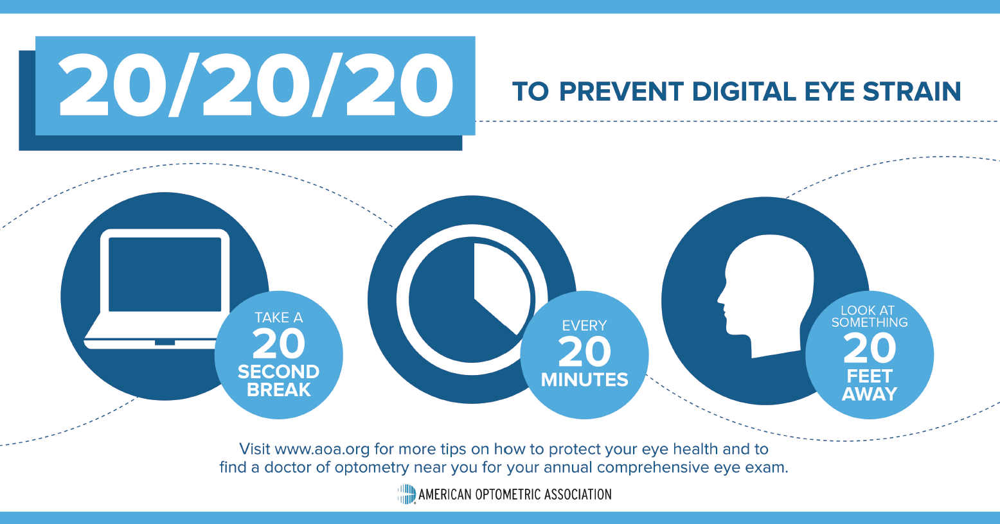 20/20/20
TO PREVENT DIGITAL EYE STRAIN
TAKE A
20
SECOND
BREAK
EVERY
20
MINUTES
LOOK AT
SOMETHING
20
FEET
AWAY
Visit www.aoa.org for more tips on how to protect your eye health and to
find a doctor of optometry near you for your annual comprehensive eye exam.
AMERICAN OPTOMETRIC ASSOCIATION